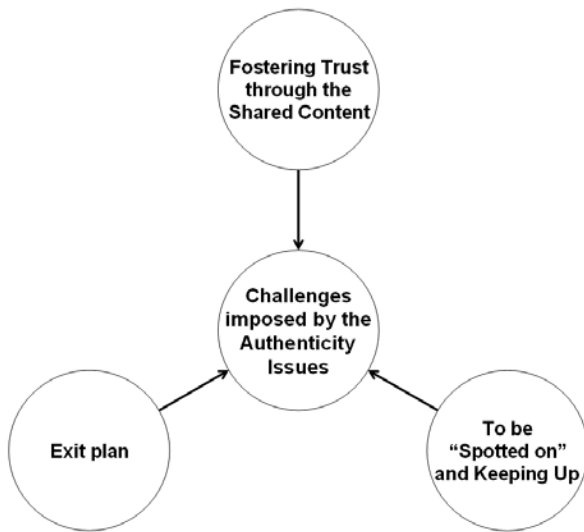 Fostering Trust
through the
Shared Content
Challenges
imposed by the
Authenticity
Issues
Exit plan
To be
“Spotted on”
and Keeping Up